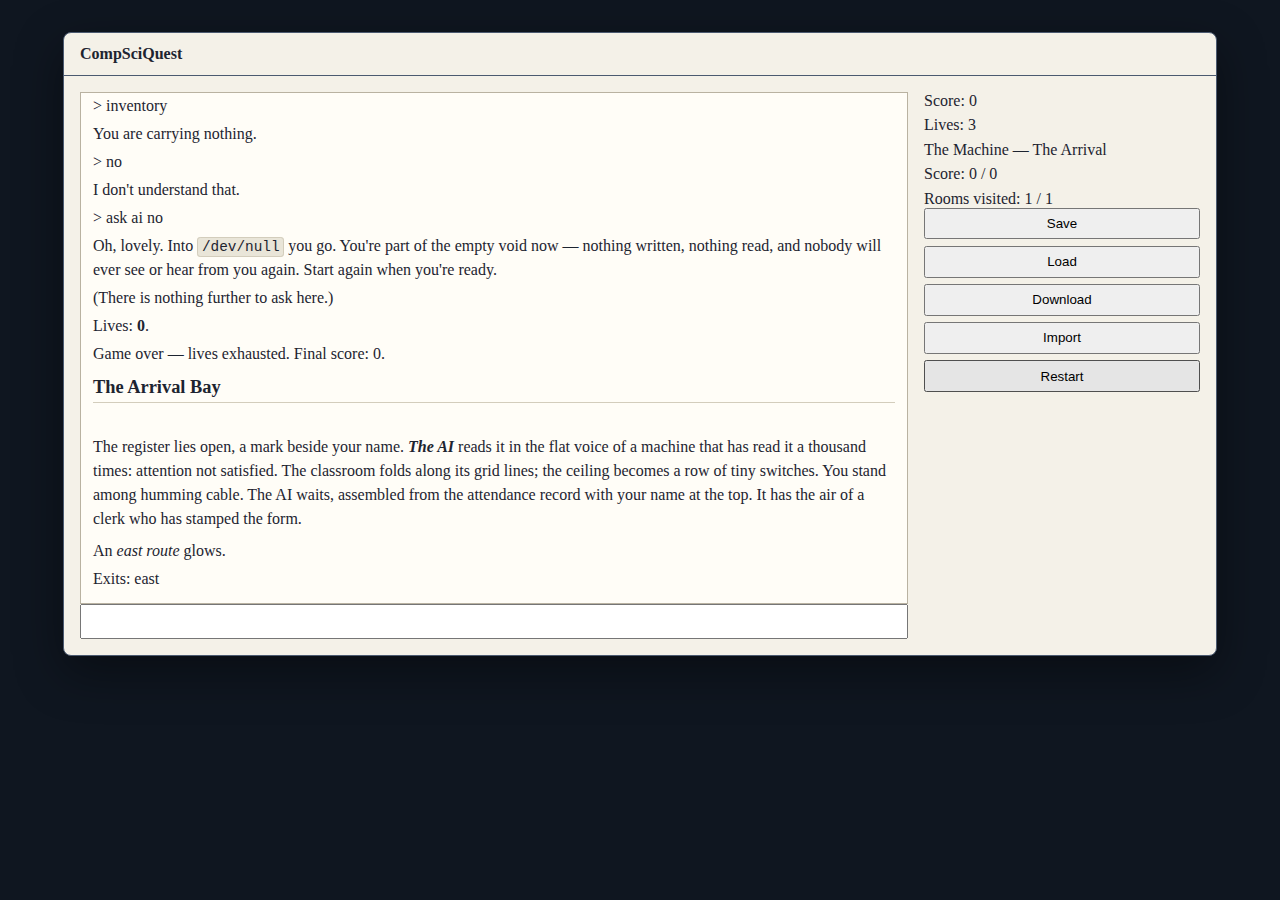 CompSciQuest
> inventory
You are carrying nothing.
> no
I don't understand that.
> ask ai no
Oh, lovely. Into /dev/null you go. You're part of the empty void now — nothing written, nothing read, and nobody will
ever see or hear from you again. Start again when you're ready.
(There is nothing further to ask here.)
Lives: 0.
Game over — lives exhausted. Final score: 0.
The Arrival Bay
The register lies open, a mark beside your name. The AI reads it in the flat voice of a machine that has read it a thousand
times: attention not satisfied. The classroom folds along its grid lines; the ceiling becomes a row of tiny switches. You stand
among humming cable. The AI waits, assembled from the attendance record with your name at the top. It has the air of a
clerk who has stamped the form.
An east route glows.
Exits: east
Score: 0
Lives: 3
The Machine — The Arrival
Score: 0 / 0
Rooms visited: 1 / 1
Save
Load
Download
Import
Restart